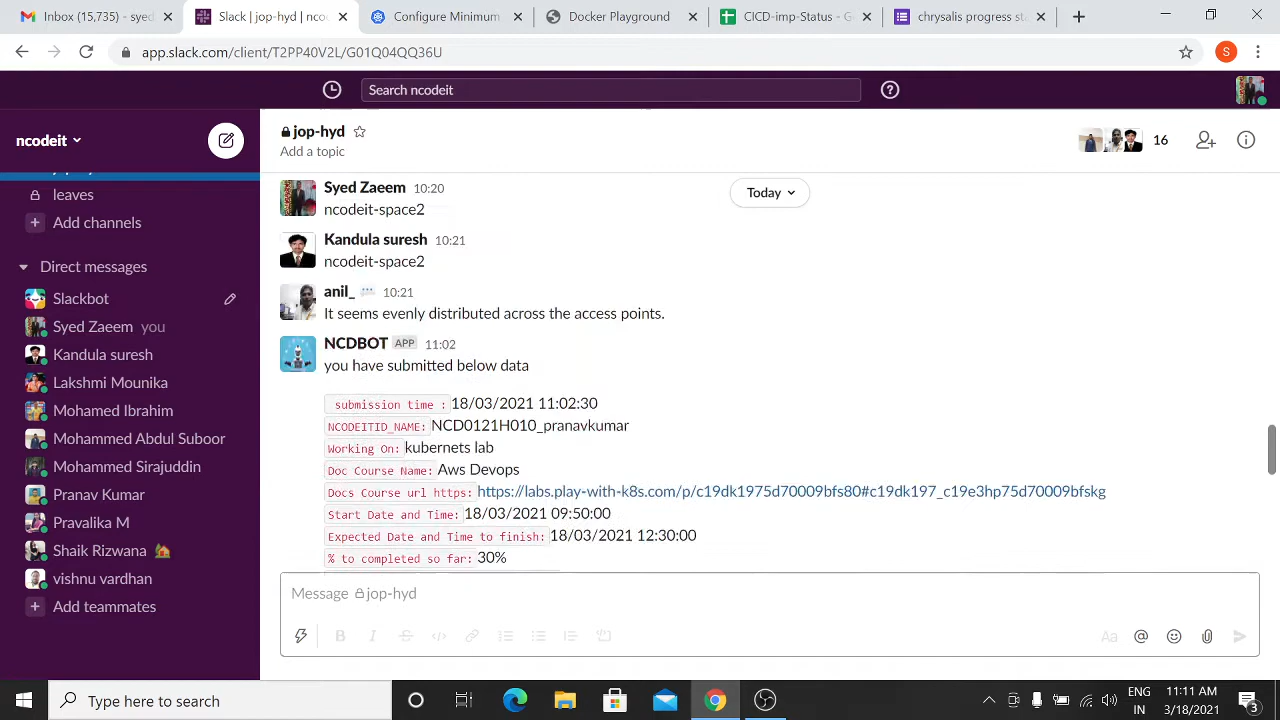 Inbox (15,735) - syed
Slack | jop-hyd | nco
Configure Minimum
Docker Playground
CICD-imp-Status - G
chrysalis progress st
app.slack.com/client/T2PP40V2L/G01Q04QQ36U
S
Search ncodeit
ncodeit
jop-hyd
16
Add a topic
leaves
Add channels
Direct messages
Slackbot
Syed Zaeem you
Kandula suresh
Lakshmi Mounika
Mohamed Ibrahim
Mohammed Abdul Suboor
Mohammed Sirajuddin
Pranav Kumar
Pravalika M
Shaik Rizwana
vishnu vardhan
Add teammates
Today
Syed Zaeem 10:20
ncodeit-space2
Kandula suresh 10:21
ncodeit-space2
anil_ 10:21
It seems evenly distributed across the access points.
NCDBOT APP 11:02
you have submitted below data
submission time : 18/03/2021 11:02:30
NCODEITID_NAME: NCD0121H010_pranavkumar
Working On: kubernets lab
Doc Course Name: Aws Devops
Docs Course url https: https://labs.play-with-k8s.com/p/c19dk1975d70009bfs80#c19dk197_c19e3hp75d70009bfskg
Start Date and Time: 18/03/2021 09:50:00
Expected Date and Time to finish: 18/03/2021 12:30:00
% to completed so far: 30%
Message jop-hyd
B I S
Aa @
Type here to search
ENG
IN
11:11 AM
3/18/2021
3